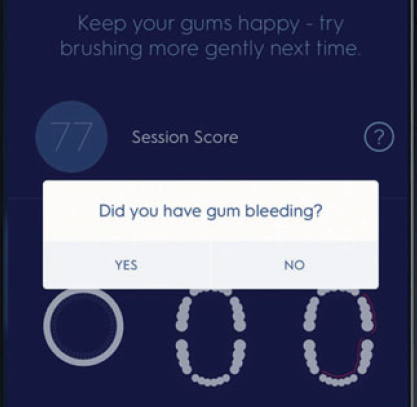 Keep your gums happy - try
brushing more gently next time.
77
Session Score
?
Did you have gum bleeding?
YES
NO